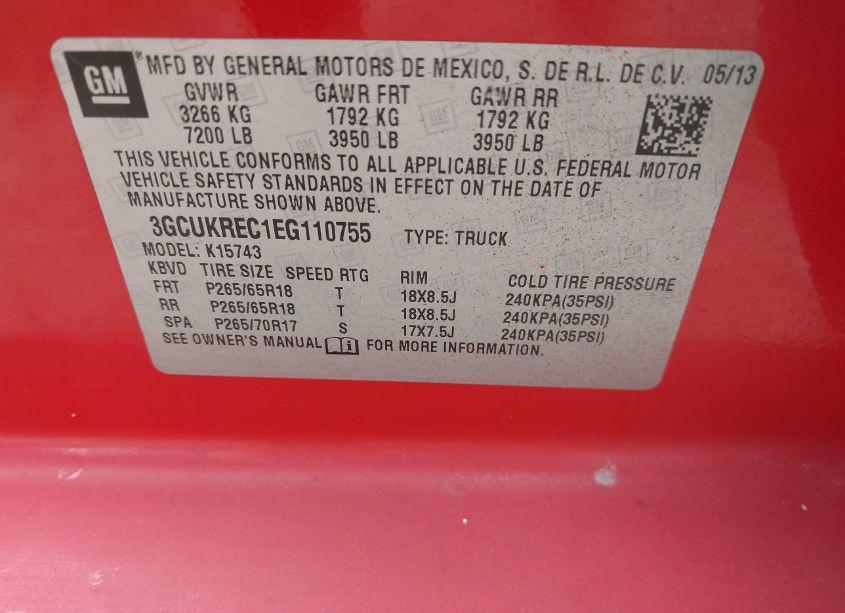 GM
® MFD BY GENERAL MOTORS DE MEXICO, S. DE R.L. DE C.V. 05/13
GVWR GAWR FRT GAWR RR
3266 KG 1792 KG 1792 KG
7200 LB 3950 LB 3950 LB
THIS VEHICLE CONFORMS TO ALL APPLICABLE U.S. FEDERAL MOTOR
VEHICLE SAFETY STANDARDS IN EFFECT ON THE DATE OF
MANUFACTURE SHOWN ABOVE.
3GCUKREC1EG110755 TYPE: TRUCK
MODEL: K15743
KBVD TIRE SIZE SPEED RTG RIM COLD TIRE PRESSURE
FRT P265/65R18 T 18X8.5J 240KPA(35PSI)
RR P265/65R18 T 18X8.5J 240KPA(35PSI)
SPA P265/70R17 S 17X7.5J 240KPA(35PSI)
SEE OWNER'S MANUAL FOR MORE INFORMATION.